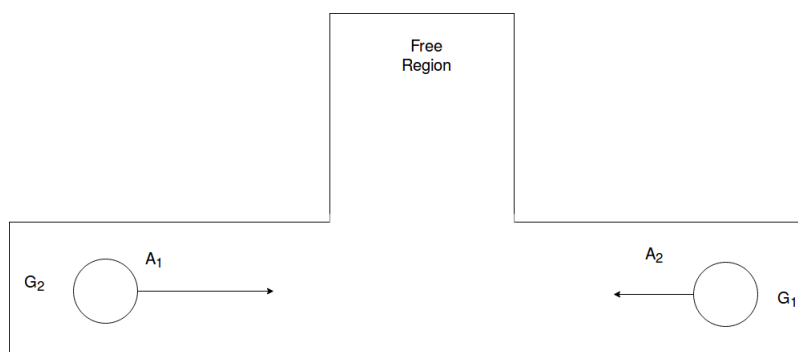 Free
Region
A₁
A₂
G₂
G₁